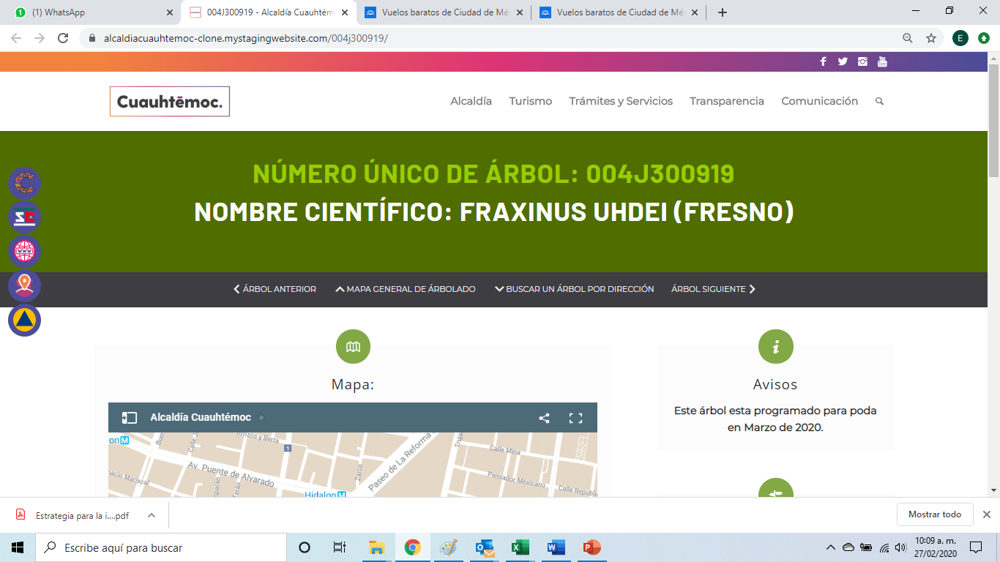 (1) WhatsApp
004J300919 - Alcaldía Cuauhtém
Vuelos baratos de Ciudad de Mé
Vuelos baratos de Ciudad de Mé
alcaldiacuauhtemoc-clone.mystagingwebsite.com/004j300919/
E
Cuauhtēmoc.
Alcaldía
Turismo
Trámites y Servicios
Transparencia
Comunicación
NÚMERO ÚNICO DE ÁRBOL: 004J300919
NOMBRE CIENTÍFICO: FRAXINUS UHDEI (FRESNO)
ÁRBOL ANTERIOR
MAPA GENERAL DE ÁRBOLADO
BUSCAR UN ÁRBOL POR DIRECCIÓN
ÁRBOL SIGUIENTE
Mapa:
Alcaldía Cuauhtémoc
Orozco y Berra
Calle J
1
Av. Puente de Alvarado
Zarco
Paseo de La Reforma
Truj
Calle Mina
Pensador Mexicano
Calle Republi
nacio Mariscal
Hidalgo M
Avisos
Este árbol esta programado para poda
en Marzo de 2020.
Estrategia para la i....pdf
Mostrar todo
Escribe aquí para buscar
10:09 a. m.
27/02/2020